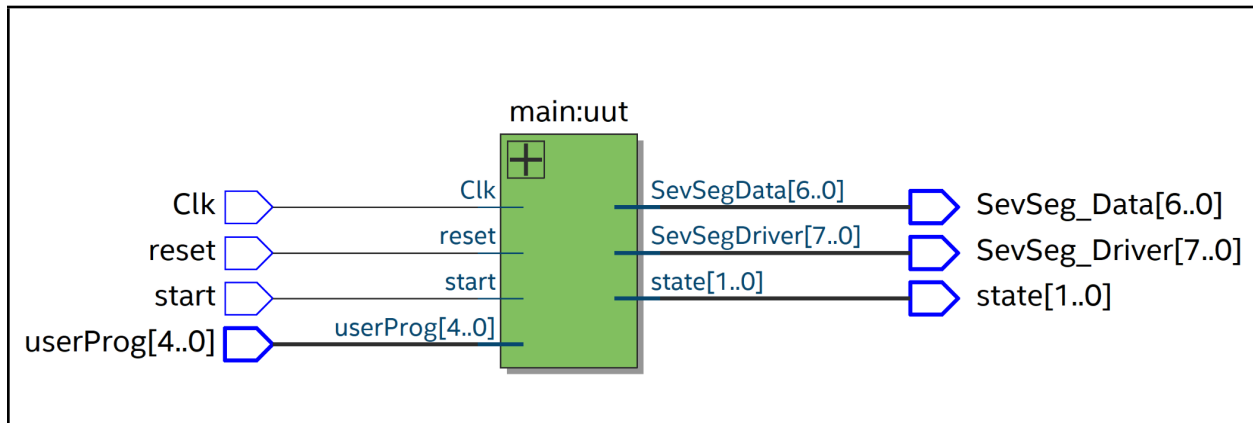 main:uut
Clk
Clk
SevSegData[6..0]
SevSeg_Data[6..0]
reset
reset
SevSegDriver[7..0]
SevSeg_Driver[7..0]
start
start
state[1..0]
state[1..0]
userProg[4..0]
userProg[4..0]